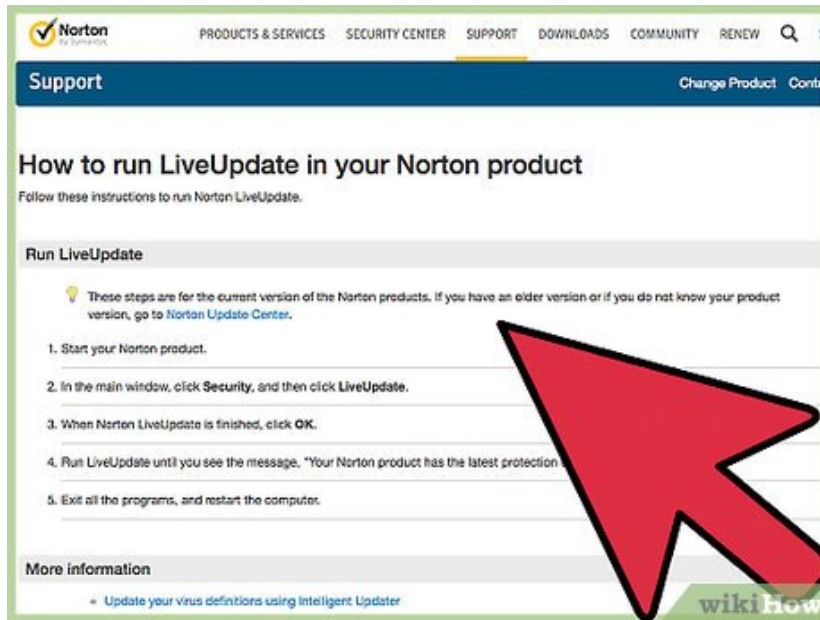 Norton
by Symantec
PRODUCTS & SERVICES SECURITY CENTER SUPPORT DOWNLOADS COMMUNITY RENEW
Support
Change Product
How to run LiveUpdate in your Norton product
Follow these instructions to run Norton LiveUpdate.
Run LiveUpdate
These steps are for the current version of the Norton products. If you have an older version or if you do not know your product
version, go to Norton Update Center.
1. Start your Norton product.
2. In the main window, click Security, and then click LiveUpdate.
3. When Norton LiveUpdate is finished, click OK.
4. Run LiveUpdate until you see the message, "Your Norton product has the latest protection
5. Exit all the programs, and restart the computer.
More information
Update your virus definitions using Intelligent Updater
wikiHow